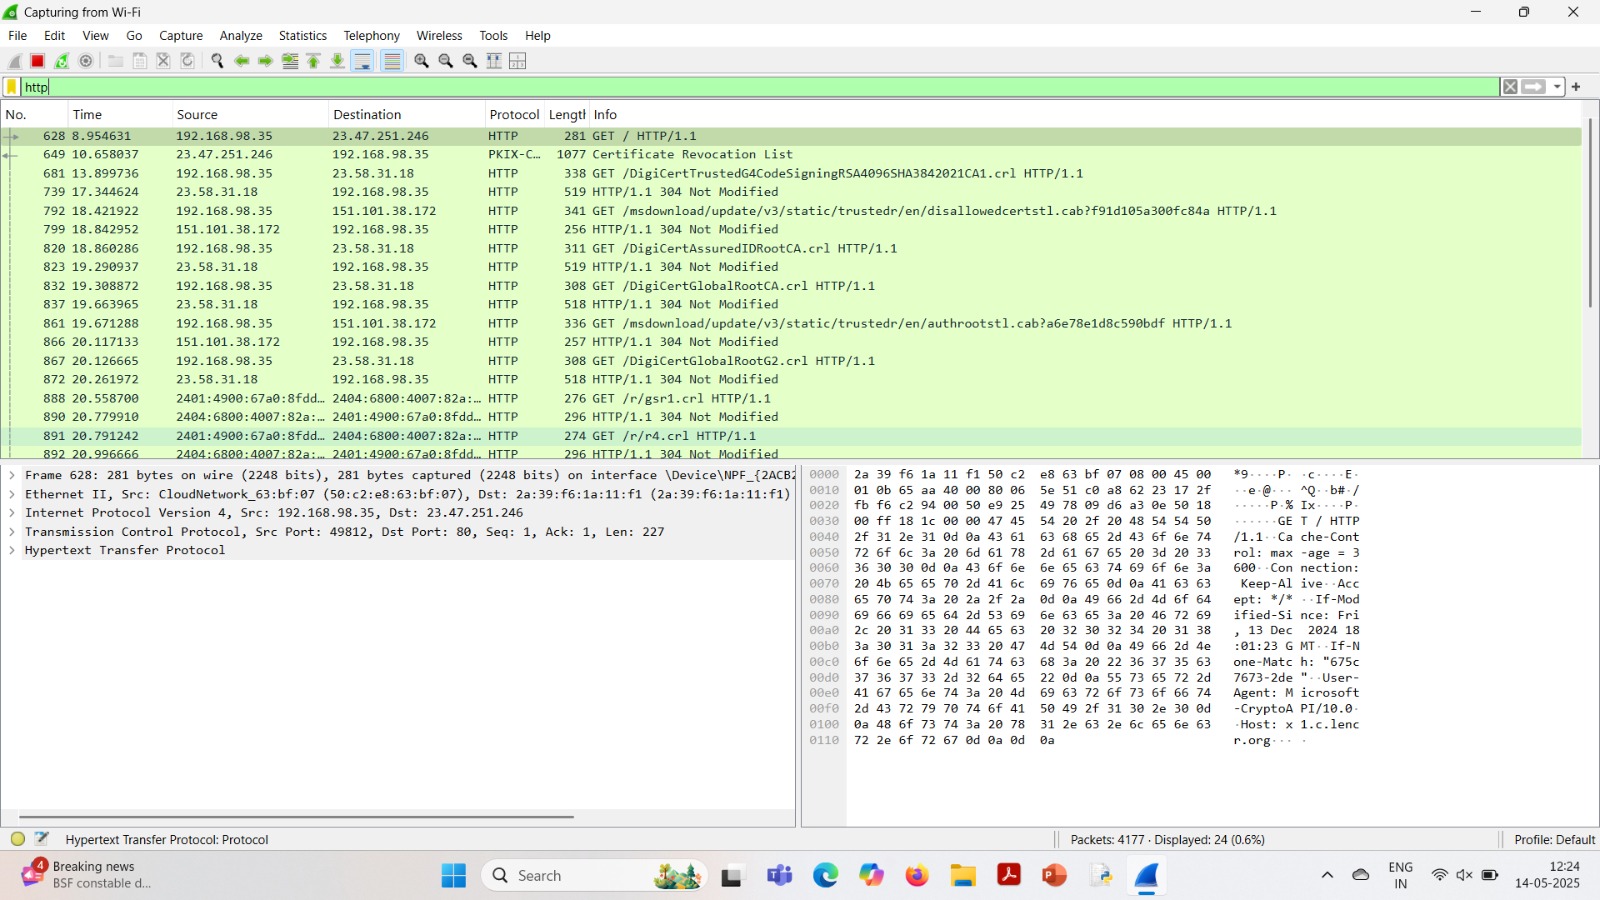 Capturing from Wi-Fi
File Edit View Go Capture Analyze Statistics Telephony Wireless Tools Help
http
No. Time Source Destination Protocol Length Info
628 8.954631 192.168.98.35 23.47.251.246 HTTP 281 GET / HTTP/1.1
649 10.658037 23.47.251.246 192.168.98.35 PKIX-C… 1077 Certificate Revocation List
681 13.899736 192.168.98.35 23.58.31.18 HTTP 338 GET /DigiCertTrustedG4CodeSigningRSA4096SHA3842021CA1.crl HTTP/1.1
739 17.344624 23.58.31.18 192.168.98.35 HTTP 519 HTTP/1.1 304 Not Modified
792 18.421922 192.168.98.35 151.101.38.172 HTTP 341 GET /msdownload/update/v3/static/trustedr/en/disallowedcertstl.cab?f91d105a300fc84a HTTP/1.1
799 18.842952 151.101.38.172 192.168.98.35 HTTP 256 HTTP/1.1 304 Not Modified
820 18.860286 192.168.98.35 23.58.31.18 HTTP 311 GET /DigiCertAssuredIDRootCA.crl HTTP/1.1
823 19.290937 23.58.31.18 192.168.98.35 HTTP 519 HTTP/1.1 304 Not Modified
832 19.308872 192.168.98.35 23.58.31.18 HTTP 308 GET /DigiCertGlobalRootCA.crl HTTP/1.1
837 19.663965 23.58.31.18 192.168.98.35 HTTP 518 HTTP/1.1 304 Not Modified
861 19.671288 192.168.98.35 151.101.38.172 HTTP 336 GET /msdownload/update/v3/static/trustedr/en/authrootstl.cab?a6e78e1d8c590bdf HTTP/1.1
866 20.117133 151.101.38.172 192.168.98.35 HTTP 257 HTTP/1.1 304 Not Modified
867 20.126665 192.168.98.35 23.58.31.18 HTTP 308 GET /DigiCertGlobalRootG2.crl HTTP/1.1
872 20.261972 23.58.31.18 192.168.98.35 HTTP 518 HTTP/1.1 304 Not Modified
888 20.558700 2401:4900:67a0:8fdd… 2404:6800:4007:82a:… HTTP 276 GET /r/gsr1.crl HTTP/1.1
890 20.779910 2404:6800:4007:82a:… 2401:4900:67a0:8fdd… HTTP 296 HTTP/1.1 304 Not Modified
891 20.791242 2401:4900:67a0:8fdd… 2404:6800:4007:82a:… HTTP 274 GET /r/r4.crl HTTP/1.1
892 20.996666 2404:6800:4007:82a:… 2401:4900:67a0:8fdd… HTTP 296 HTTP/1.1 304 Not Modified
Frame 628: 281 bytes on wire (2248 bits), 281 bytes captured (2248 bits) on interface \Device\NPF_{2ACB2
Ethernet II, Src: CloudNetwork_63:bf:07 (50:c2:e8:63:bf:07), Dst: 2a:39:f6:1a:11:f1 (2a:39:f6:1a:11:f1)
Internet Protocol Version 4, Src: 192.168.98.35, Dst: 23.47.251.246
Transmission Control Protocol, Src Port: 49812, Dst Port: 80, Seq: 1, Ack: 1, Len: 227
Hypertext Transfer Protocol
0000 2a 39 f6 1a 11 f1 50 c2 e8 63 bf 07 08 00 45 00 *9····P· ·c····E·
0010 01 0b 65 aa 40 00 80 06 5e 51 c0 a8 62 23 17 2f ··e·@··· ^Q··b#·/
0020 fb f6 c2 94 00 50 e9 25 49 78 09 d6 a3 0e 50 18 ·····P·% Ix····P·
0030 00 ff 18 1c 00 00 47 45 54 20 2f 20 48 54 54 50 ······GE T / HTTP
0040 2f 31 2e 31 0d 0a 43 61 63 68 65 2d 43 6f 6e 74 /1.1··Ca che-Cont
0050 72 6f 6c 3a 20 6d 61 78 2d 61 67 65 20 3d 20 33 rol: max -age = 3
0060 36 30 30 0d 0a 43 6f 6e 6e 65 63 74 69 6f 6e 3a 600··Con nection:
0070 20 4b 65 65 70 2d 41 6c 69 76 65 0d 0a 41 63 63 Keep-Al ive··Acc
0080 65 70 74 3a 20 2a 2f 2a 0d 0a 49 66 2d 4d 6f 64 ept: */* ··If-Mod
0090 69 66 69 65 64 2d 53 69 6e 63 65 3a 20 46 72 69 ified-Si nce: Fri
00a0 2c 20 31 33 20 44 65 63 20 32 30 32 34 20 31 38 , 13 Dec 2024 18
00b0 3a 30 31 3a 32 33 20 47 4d 54 0d 0a 49 66 2d 4e :01:23 G MT··If-N
00c0 6f 6e 65 2d 4d 61 74 63 68 3a 20 22 36 37 35 63 one-Matc h: "675c
00d0 37 36 37 33 2d 32 64 65 22 0d 0a 55 73 65 72 2d 7673-2de "··User-
00e0 41 67 65 6e 74 3a 20 4d 69 63 72 6f 73 6f 66 74 Agent: M icrosoft
00f0 2d 43 72 79 70 74 6f 41 50 49 2f 31 30 2e 30 0d -CryptoA PI/10.0·
0100 0a 48 6f 73 74 3a 20 78 31 2e 63 2e 6c 65 6e 63 ·Host: x 1.c.lenc
0110 72 2e 6f 72 67 0d 0a 0d 0a r.org··· ·
Hypertext Transfer Protocol: Protocol Packets: 4177 · Displayed: 24 (0.6%) Profile: Default
4
Breaking news
BSF constable d...
Search
ENG
IN
12:24
14-05-2025